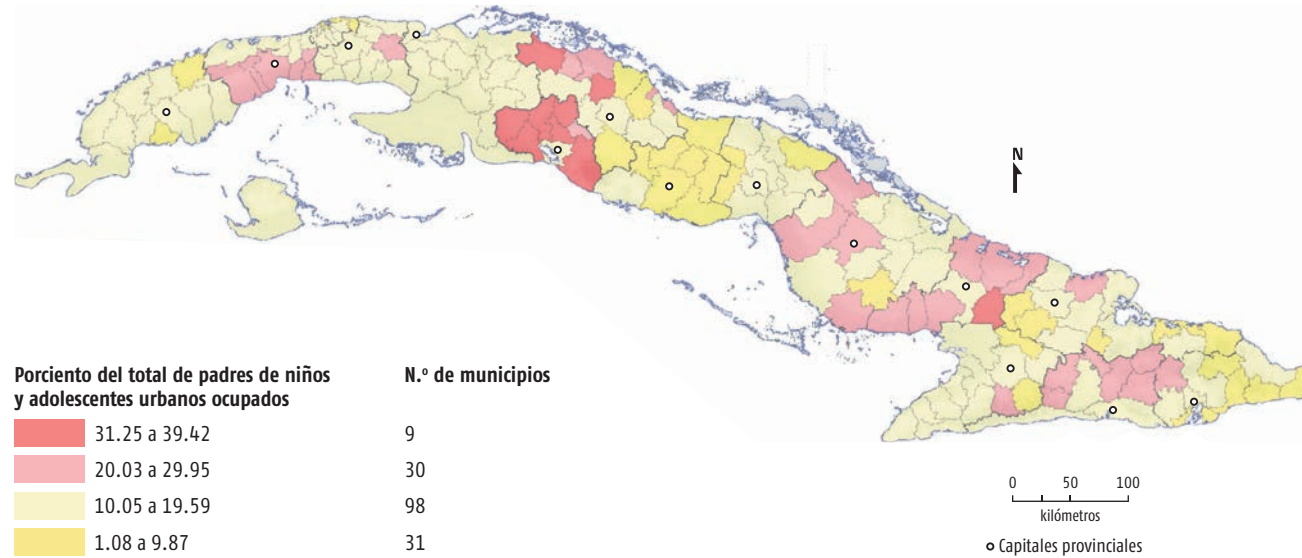 N
Porciento del total de padres de niños
y adolescentes urbanos ocupados
N.º de municipios
31.25 a 39.42 9
20.03 a 29.95 30
10.05 a 19.59 98
1.08 a 9.87 31
0 50 100
kilómetros
Capitales provinciales